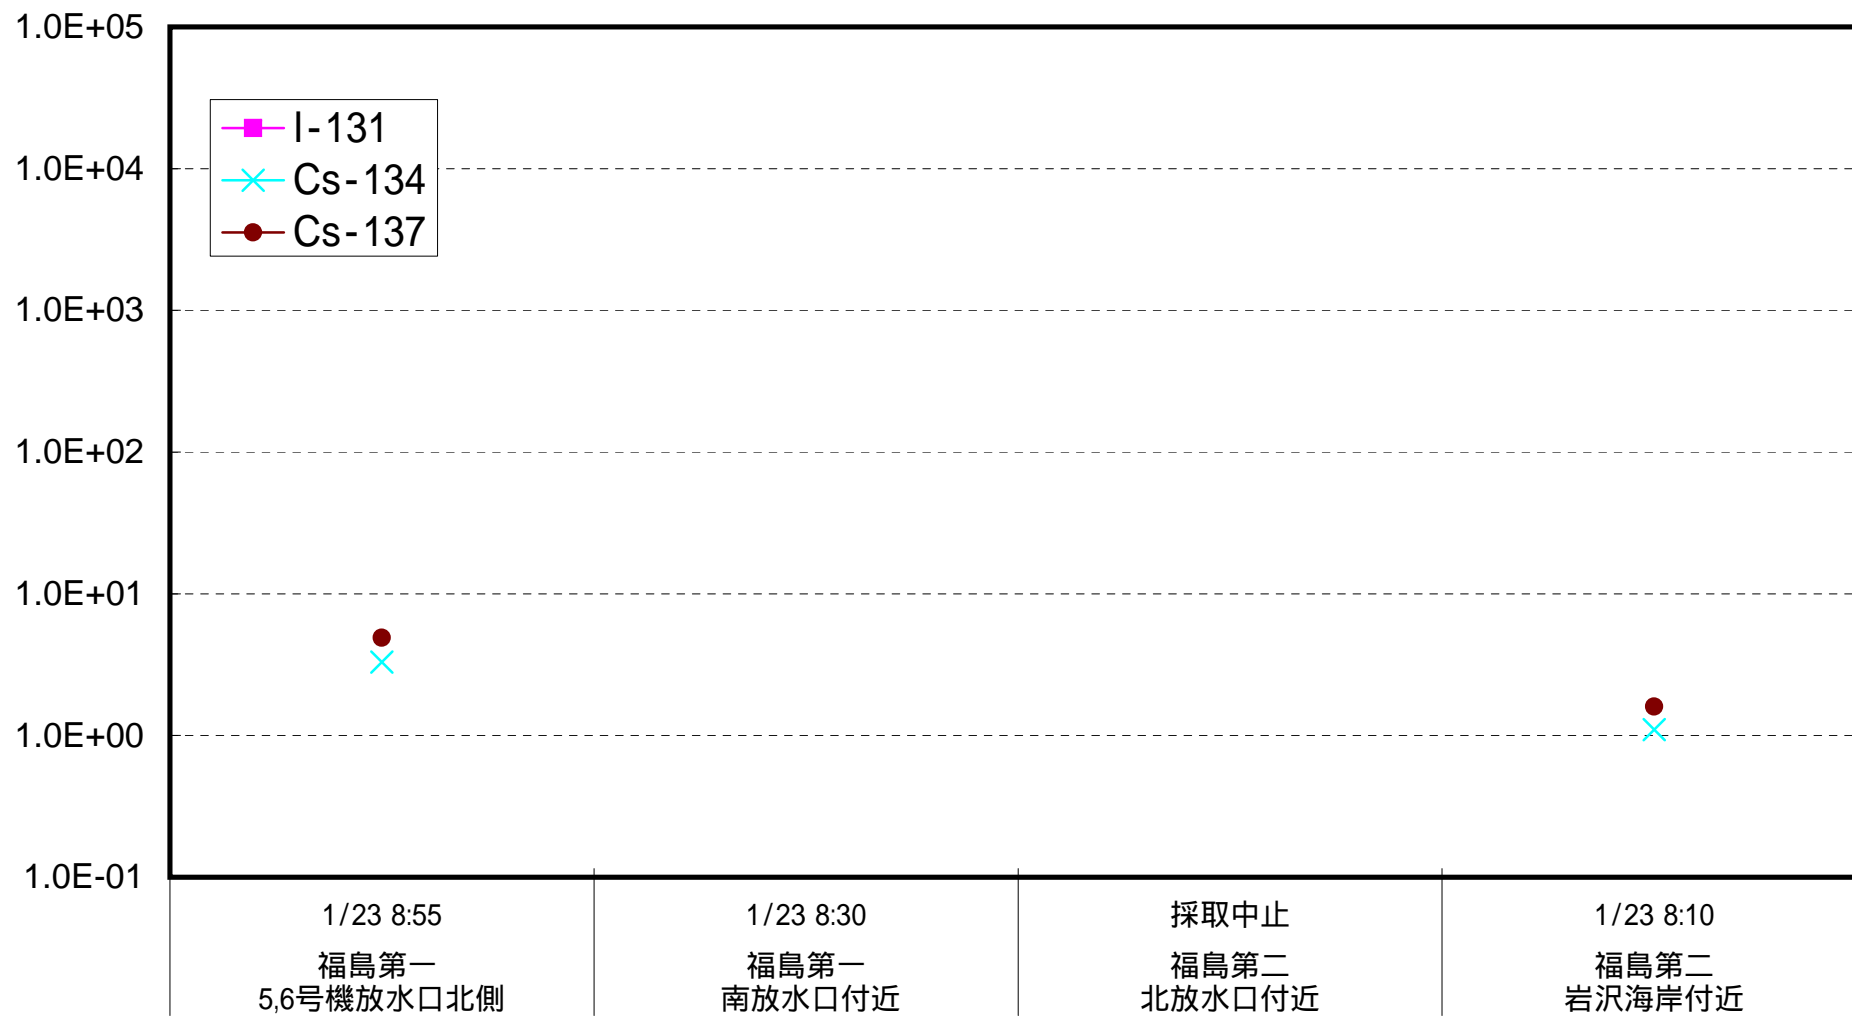 1.0E+05
1.0E+04
1.0E+03
1.0E+02
1.0E+01
1.0E+00
1.0E-01
I-131
Cs-134
Cs-137
1/23 8:55
福島第一
5,6号機放水口北側
1/23 8:30
福島第一
南放水口付近
採取中止
福島第二
北放水口付近
1/23 8:10
福島第二
岩沢海岸付近